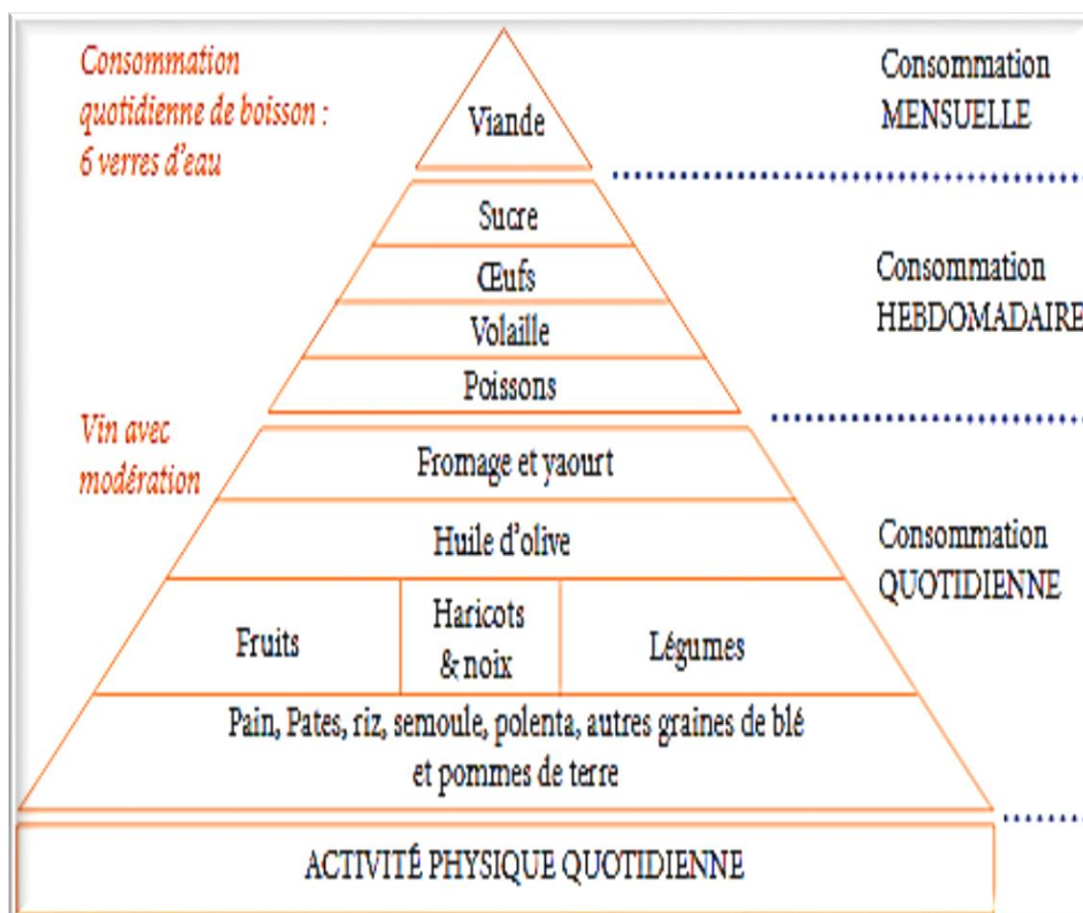 Consommation
quotidienne de boisson :
6 verres d'eau
Viande
Consommation
MENSUELLE
Sucre
Œufs
Volaille
Poissons
Consommation
HEBDOMADAIRE
Vin avec
modération
Fromage et yaourt
Huile d'olive
Fruits
Haricots
& noix
Légumes
Consommation
QUOTIDIENNE
Pain, Pates, riz, semoule, polenta, autres graines de blé
et pommes de terre
ACTIVITÉ PHYSIQUE QUOTIDIENNE